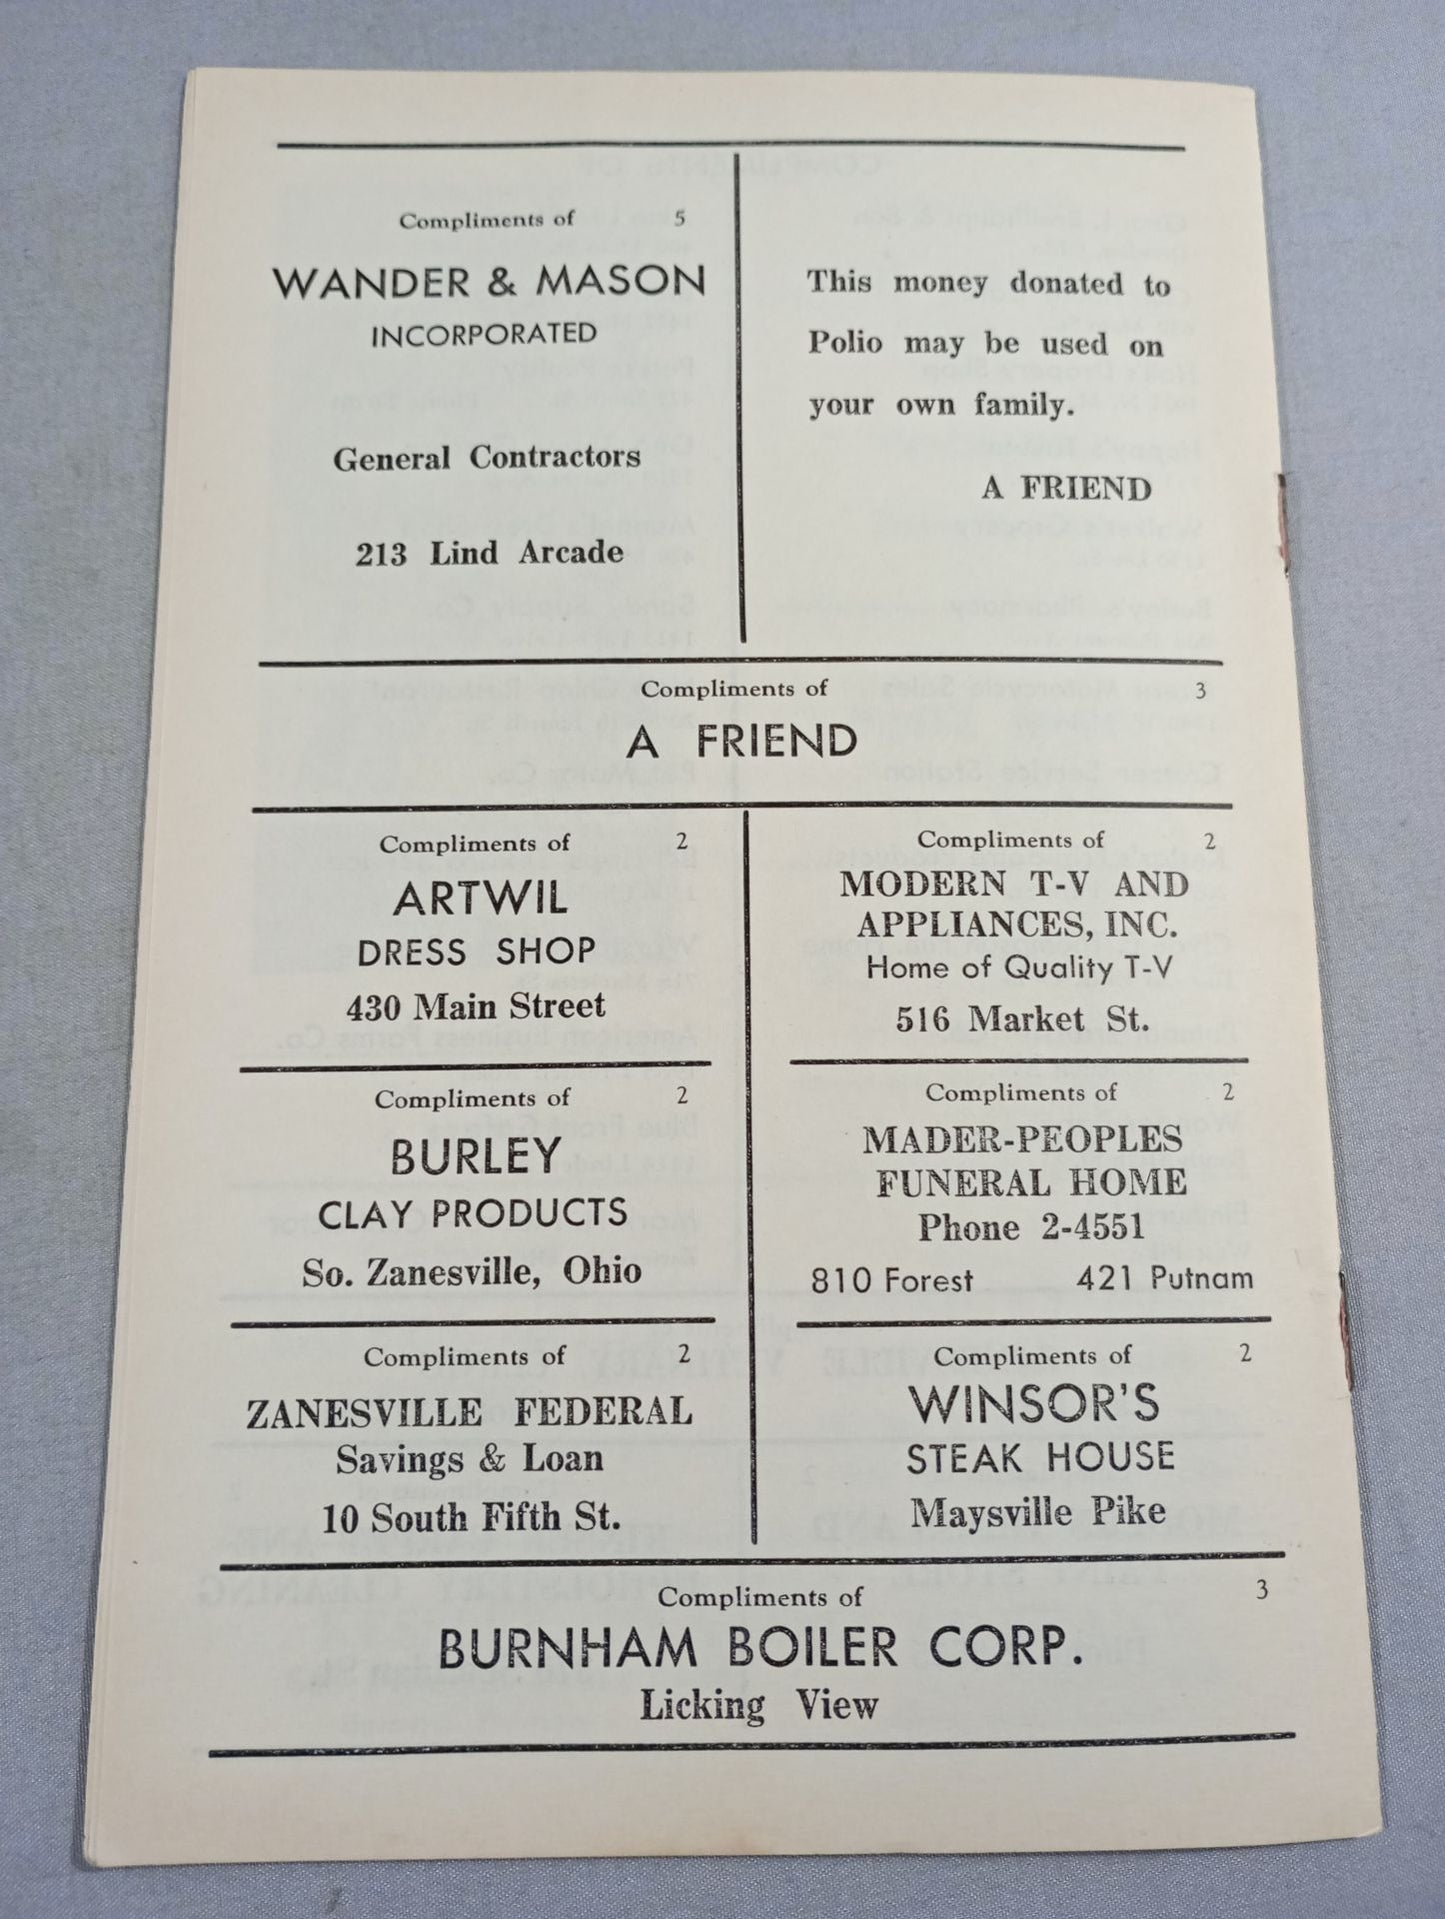 Compliments of 5
WANDER & MASON
INCORPORATED
General Contractors
213 Lind Arcade
This money donated to
Polio may be used on
your own family.
A FRIEND
Compliments of 3
A FRIEND
Compliments of 2
ARTWIL
DRESS SHOP
430 Main Street
Compliments of 2
MODERN T-V AND
APPLIANCES, INC.
Home of Quality T-V
516 Market St.
Compliments of 2
BURLEY
CLAY PRODUCTS
So. Zanesville, Ohio
Compliments of 2
MADER-PEOPLES
FUNERAL HOME
Phone 2-4551
810 Forest 421 Putnam
Compliments of 2
ZANESVILLE FEDERAL
Savings & Loan
10 South Fifth St.
Compliments of 2
WINSOR'S
STEAK HOUSE
Maysville Pike
Compliments of 3
BURNHAM BOILER CORP.
Licking View